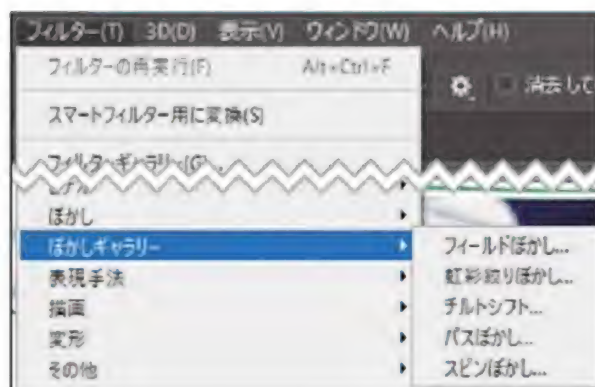 フィルター(T) 3D(D) 表示(V) ウィンドウ(W) ヘルプ(H)
フィルターの再実行(F) Alt+Ctrl+F
消去して
スマートフィルター用に変換(S)
フィルターギャラリー(G)...
ぼかし
ぼかしギャラリー
フィールドぼかし...
表現手法
虹彩絞りぼかし...
描画
チルトシフト...
変形
パスぼかし...
その他
スピンぼかし...